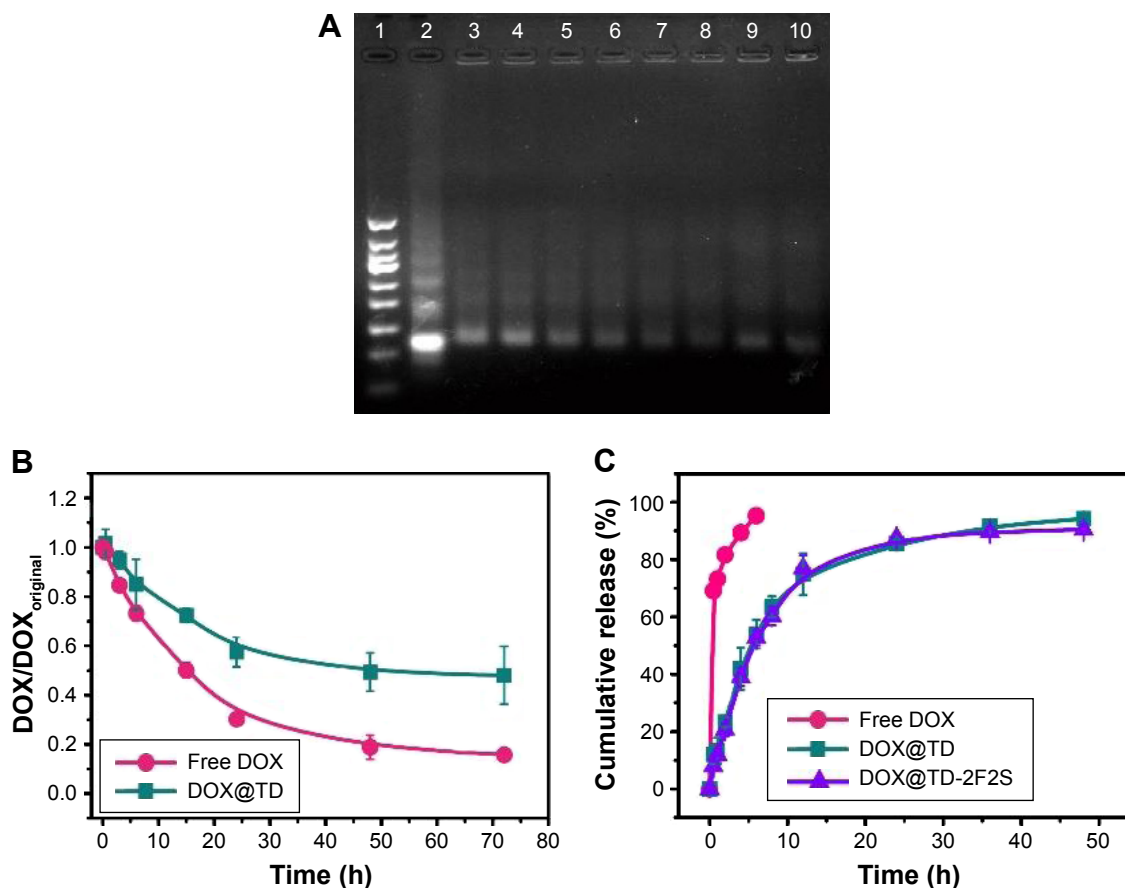 A
1 2 3 4 5 6 7 8 9 10
B
DOX/DOXoriginal
1.2
1.0
0.8
0.6
0.4
0.2
0.0
Free DOX
DOX@TD
0 10 20 30 40 50 60 70 80
Time (h)
C
Cumulative release (%)
100
80
60
40
20
0
Free DOX
DOX@TD
DOX@TD-2F2S
0 10 20 30 40 50
Time (h)